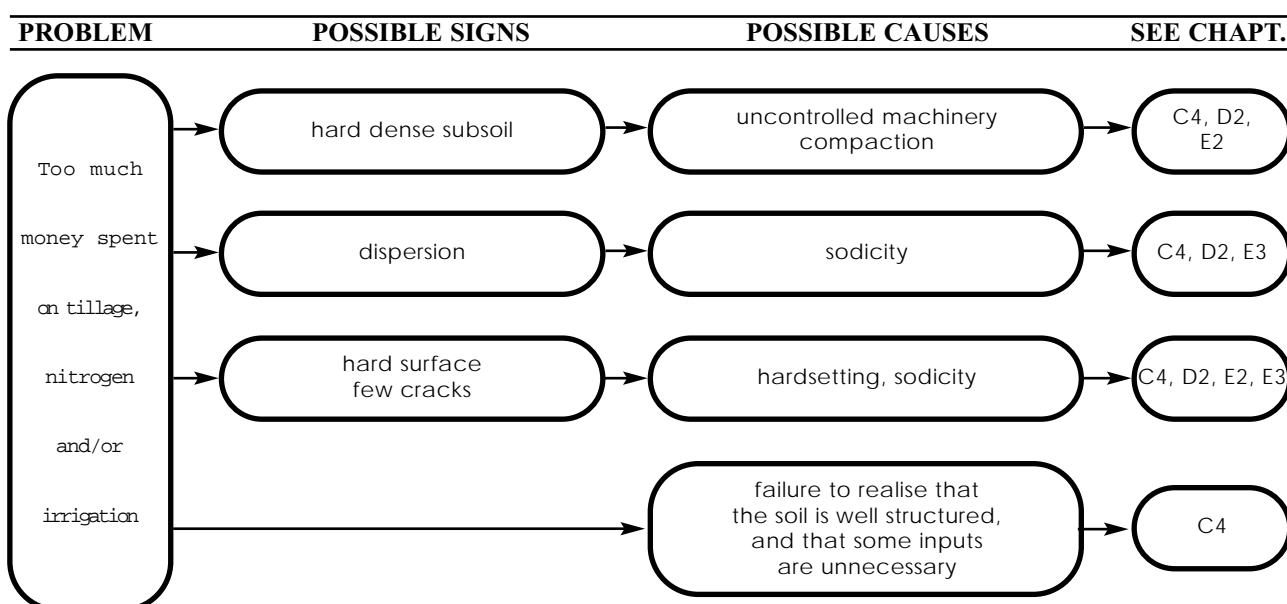 PROBLEM POSSIBLE SIGNS POSSIBLE CAUSES SEE CHAPT.
Too much
money spent
on tillage,
nitrogen
and/or
irrigation
hard dense subsoil
uncontrolled machinery
compaction
C4, D2,
E2
dispersion
sodicity
C4, D2, E3
hard surface
few cracks
hardsetting, sodicity
C4, D2, E2, E3
failure to realise that
the soil is well structured,
and that some inputs
are unnecessary
C4